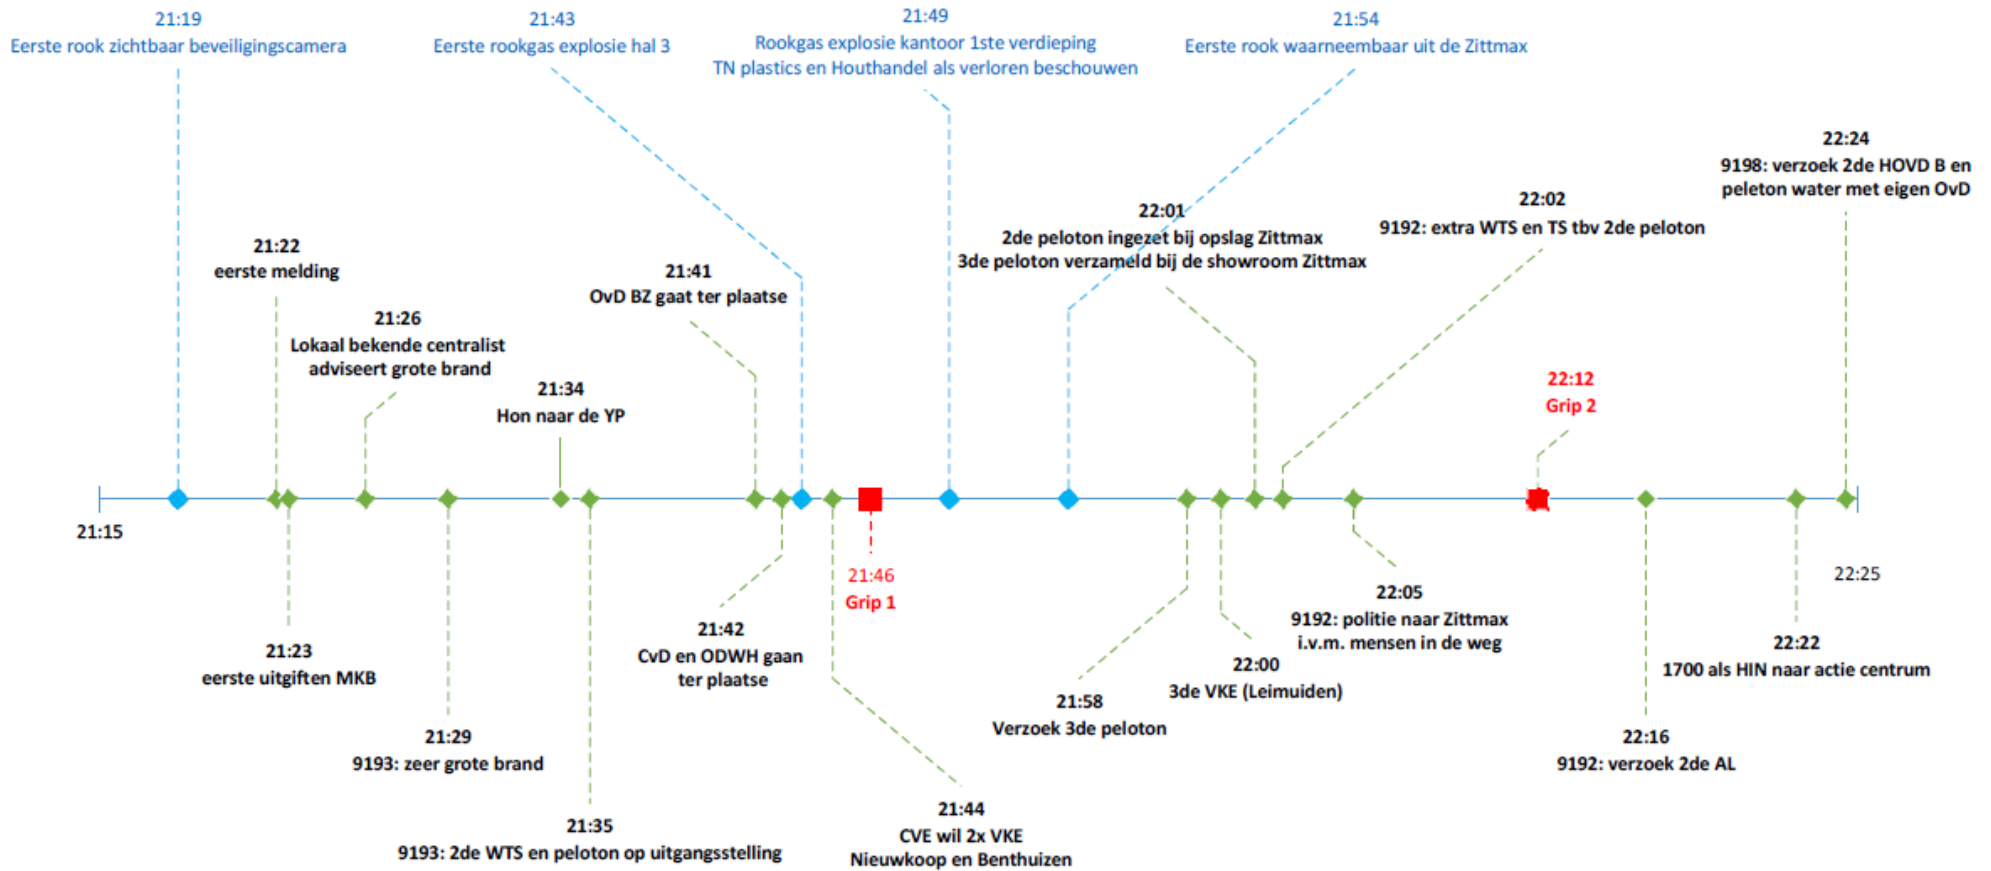 21:19
Eerste rook zichtbaar beveiligingscamera
21:43
Eerste rookgas explosie hal 3
21:49
Rookgas explosie kantoor 1ste verdieping
TN plastics en Houthandel als verloren beschouwen
21:54
Eerste rook waarneembaar uit de Zittmax
22:24
9198: verzoek 2de HOVD B en
peleton water met eigen OvD
22:01
2de peloton ingezet bij opslag Zittmax
3de peloton verzameld bij de showroom Zittmax
22:02
9192: extra WTS en TS tbv 2de peloton
21:22
eerste melding
21:41
OvD BZ gaat ter plaatse
21:26
Lokaal bekende centralist
adviseert grote brand
21:34
Hon naar de YP
22:12
Grip 2
21:15
22:25
21:46
Grip 1
22:05
9192: politie naar Zittmax
i.v.m. mensen in de weg
21:42
CvD en ODWH gaan
ter plaatse
21:23
eerste uitgiften MKB
22:00
3de VKE (Leimuiden)
22:22
1700 als HIN naar actie centrum
21:58
Verzoek 3de peloton
21:29
9193: zeer grote brand
22:16
9192: verzoek 2de AL
21:35
9193: 2de WTS en peloton op uitgangsstelling
21:44
CVE wil 2x VKE
Nieuwkoop en Benthuizen